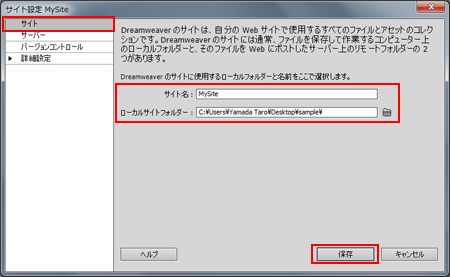 サイト設定 MySite
サイト
サーバー
バージョンコントロール
詳細設定
Dreamweaver のサイトは、自分の Web サイトで使用するすべてのファイルとアセットのコレ
クションです。Dreamweaver のサイトには通常、ファイルを保存して作業するコンピューター上
のローカルフォルダーと、そのファイルを Web にポストしたサーバー上のリモートフォルダーの 2
つがあります。
Dreamweaver のサイトに使用するローカルフォルダーと名前をここで選択します。
サイト名 : MySite
ローカルサイトフォルダー : C:¥Users¥Yamada Taro¥Desktop¥sample¥
ヘルプ
保存
キャンセル